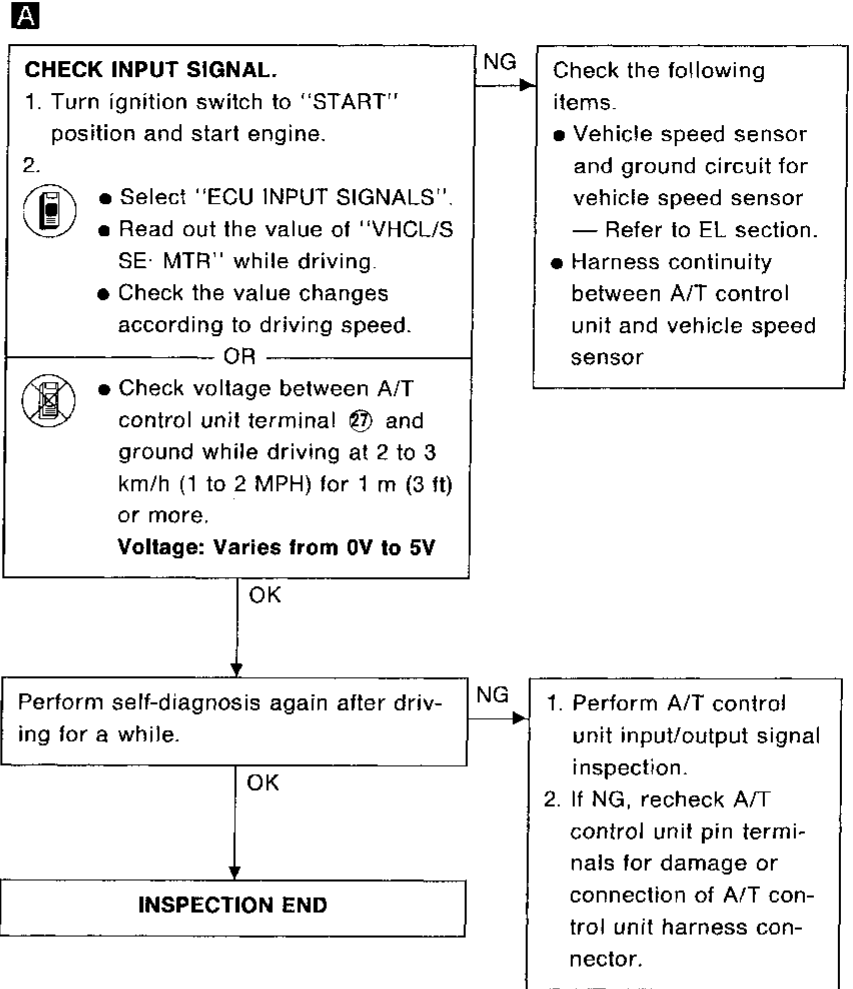 A
CHECK INPUT SIGNAL.
1. Turn ignition switch to "START"
position and start engine.
2.
● Select "ECU INPUT SIGNALS".
● Read out the value of "VHCL/S
SE· MTR" while driving.
● Check the value changes
according to driving speed.
OR
● Check voltage between A/T
control unit terminal ㉗ and
ground while driving at 2 to 3
km/h (1 to 2 MPH) for 1 m (3 ft)
or more.
Voltage: Varies from 0V to 5V
NG
Check the following
items.
● Vehicle speed sensor
and ground circuit for
vehicle speed sensor
— Refer to EL section.
● Harness continuity
between A/T control
unit and vehicle speed
sensor
OK
Perform self-diagnosis again after driv-
ing for a while.
NG
1. Perform A/T control
unit input/output signal
inspection.
2. If NG, recheck A/T
control unit pin termi-
nals for damage or
connection of A/T con-
trol unit harness con-
nector.
OK
INSPECTION END